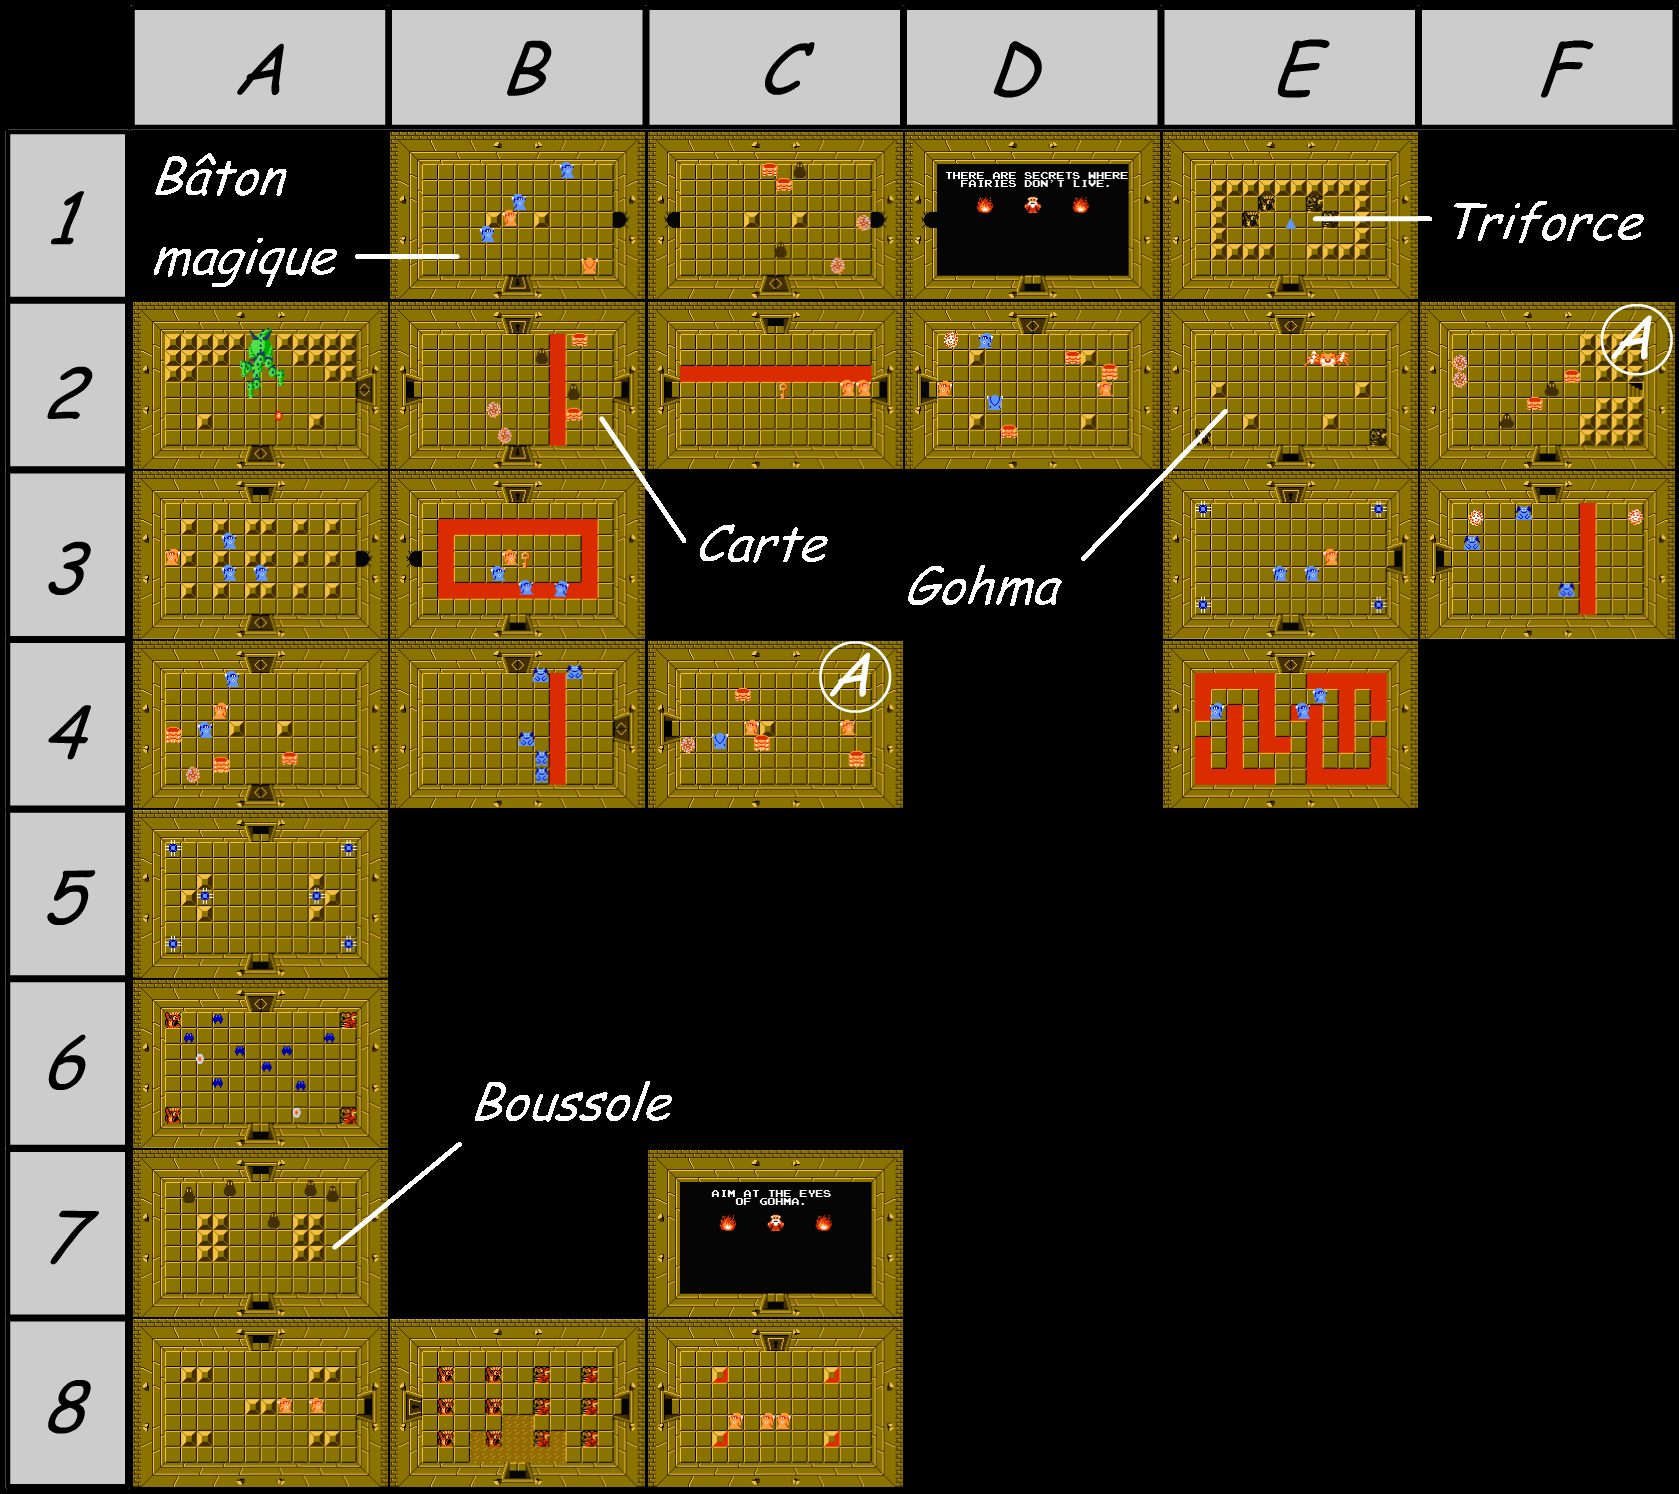 A B C D E F
1
Bâton
magique
THERE ARE SECRETS WHERE
FAIRIES DON'T LIVE.
Triforce
2
A
3
Carte
Gohma
4
A
5
6
Boussole
7
AIM AT THE EYES
OF GOHMA.
8